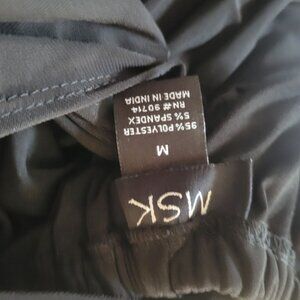 MSK
M
95% POLYESTER
5% SPANDEX
RN# 90714
MADE IN INDIA